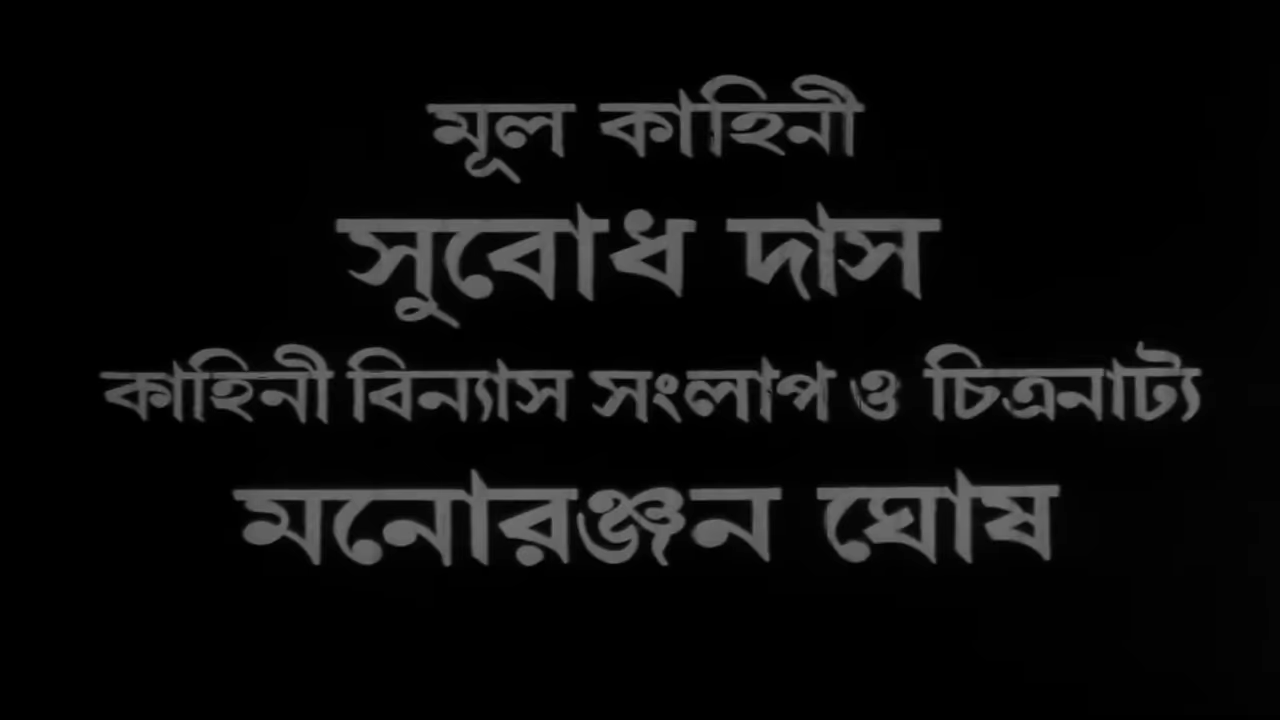 মূল কাহিনী
সুবোধ দাস
কাহিনী বিন্যাস সংলাপ ও চিত্রনাট্য
মনোরঞ্জন ঘোষ